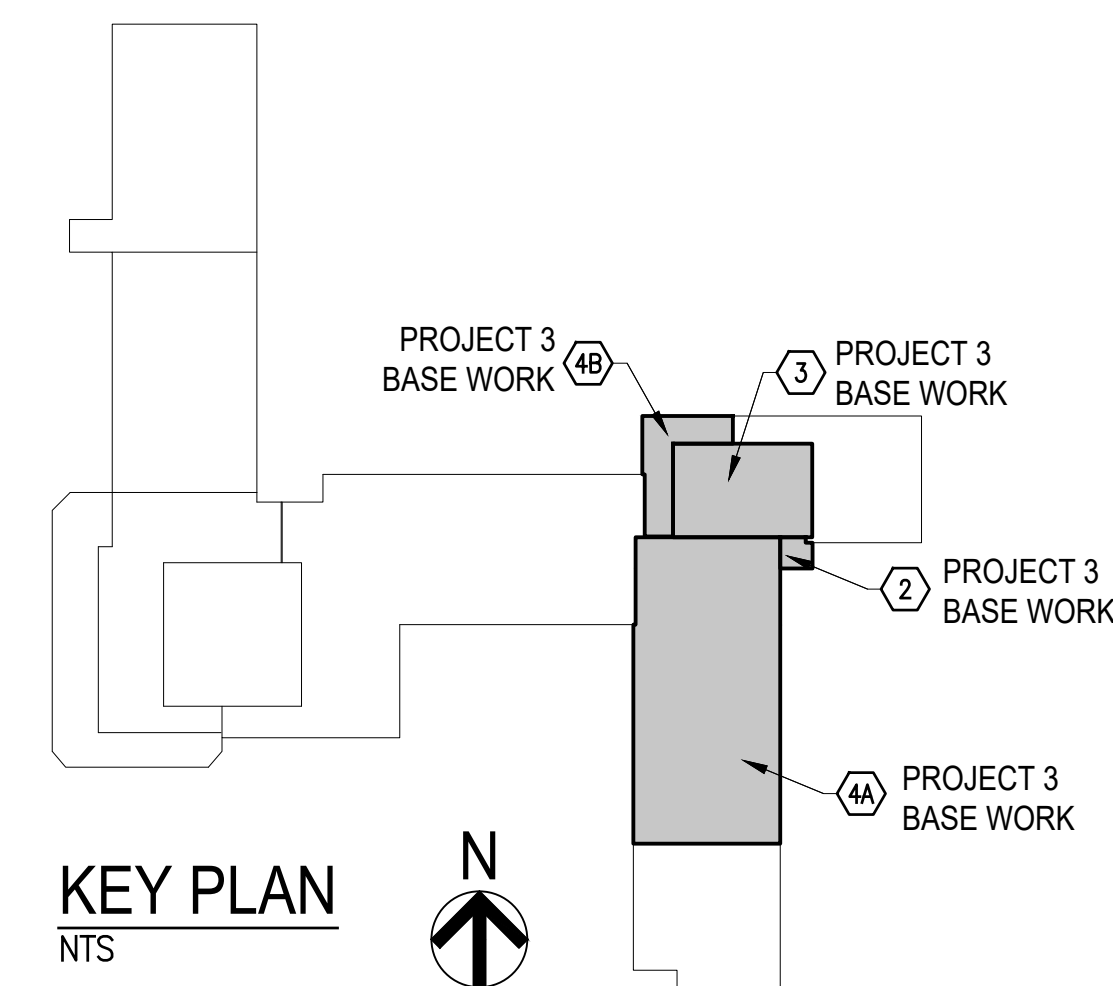 PROJECT 3
BASE WORK
4B
3
PROJECT 3
BASE WORK
2
PROJECT 3
BASE WORK
4A
PROJECT 3
BASE WORK
KEY PLAN
NTS
N